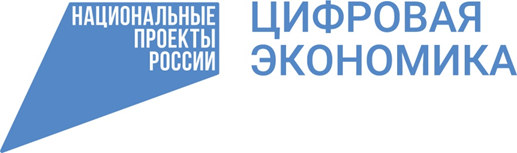 НАЦИОНАЛЬНЫЕ
ПРОЕКТЫ
РОССИИ
ЦИФРОВАЯ
ЭКОНОМИКА